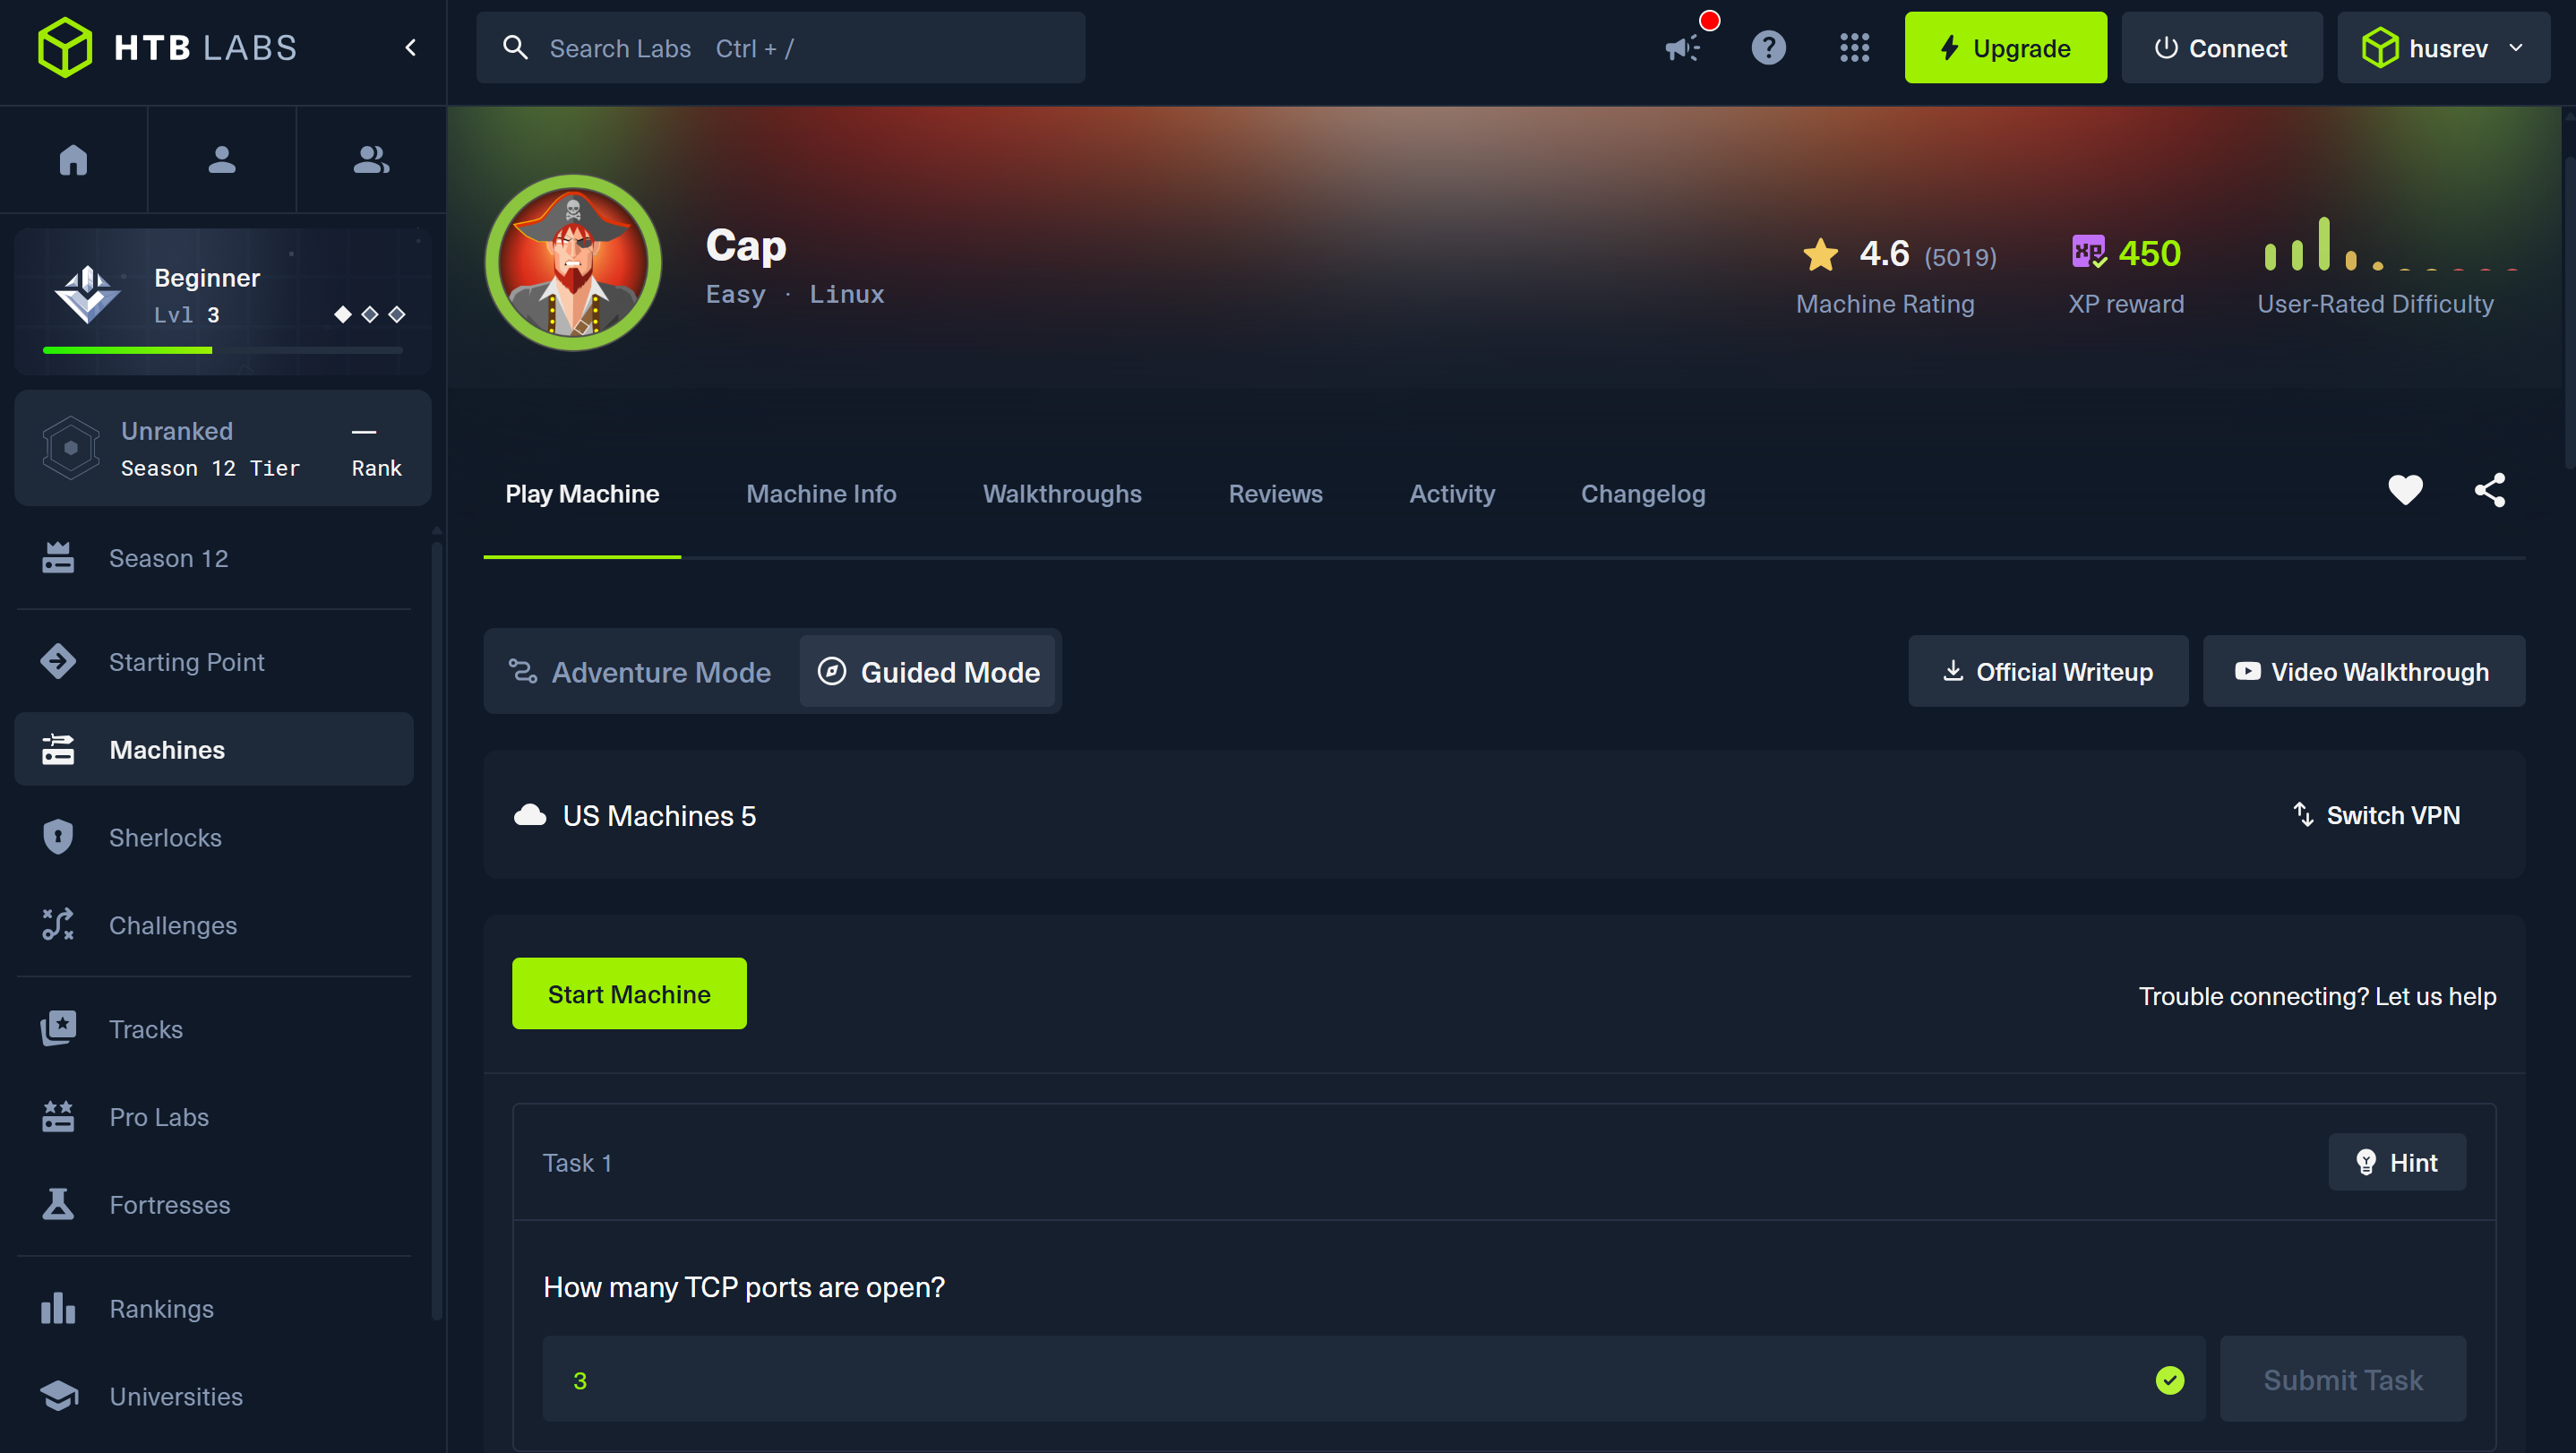 HTB LABS
Search Labs Ctrl + /
Upgrade
Connect
husrev
Beginner
Lvl 3
Unranked
—
Season 12 Tier
Rank
Season 12
Starting Point
Machines
Sherlocks
Challenges
Tracks
Pro Labs
Fortresses
Rankings
Universities
Cap
Easy · Linux
4.6 (5019)
Machine Rating
XP 450
XP reward
User-Rated Difficulty
Play Machine
Machine Info
Walkthroughs
Reviews
Activity
Changelog
Adventure Mode
Guided Mode
Official Writeup
Video Walkthrough
US Machines 5
Switch VPN
Start Machine
Trouble connecting? Let us help
Task 1
Hint
How many TCP ports are open?
3
Submit Task